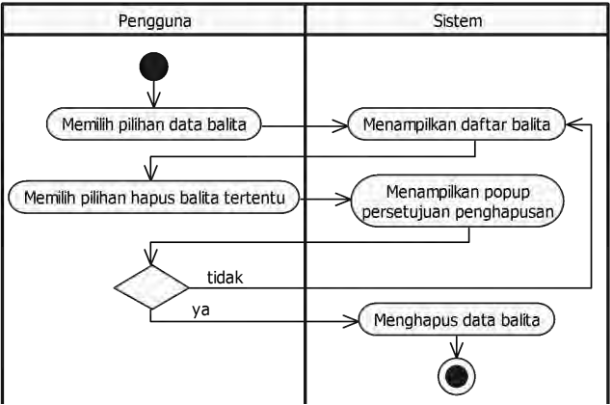 Pengguna
Sistem
Memilih pilihan data balita
Menampilkan daftar balita
Memilih pilihan hapus balita tertentu
Menampilkan popup
persetujuan penghapusan
tidak
ya
Menghapus data balita